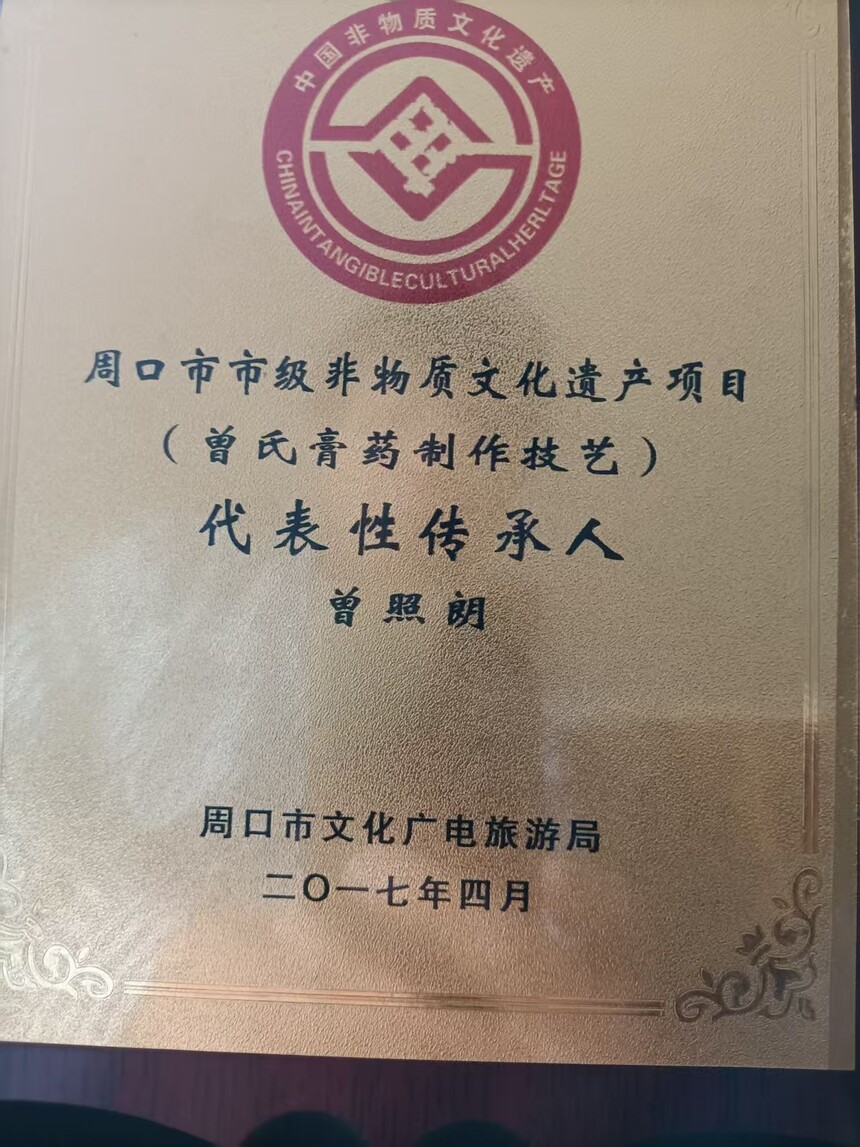 中国非物质文化遗产
CHINAINTANGIBLECULTURALHERLTAGE
周口市市级非物质文化遗产项目
（曾氏膏药制作技艺）
代表性传承人
曾照朗
周口市文化广电旅游局
二〇一七年四月